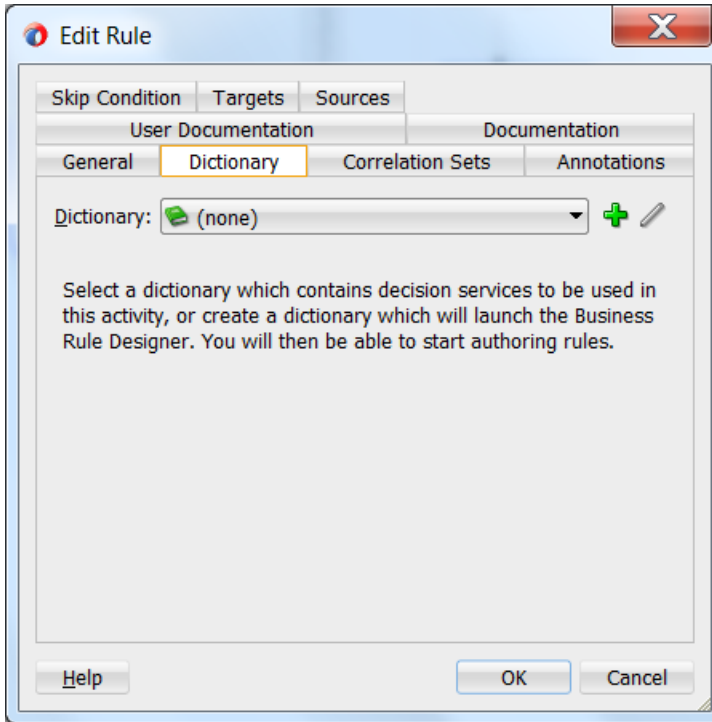 Edit Rule
Skip Condition Targets Sources
User Documentation Documentation
General Dictionary Correlation Sets Annotations
Dictionary: (none)
Select a dictionary which contains decision services to be used in
this activity, or create a dictionary which will launch the Business
Rule Designer. You will then be able to start authoring rules.
Help OK Cancel